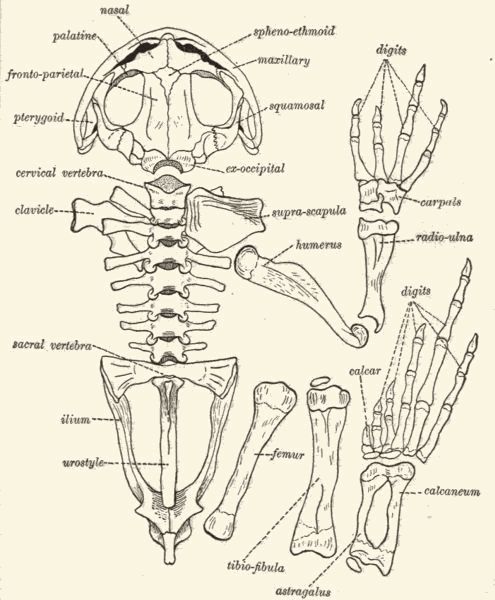 nasal
palatine
spheno-ethmoid
maxillary
fronto-parietal
pterygoid
squamosal
ex-occipital
cervical vertebra
clavicle
supra-scapula
humerus
digits
carpals
radio-ulna
sacral vertebra
digits
calcar
ilium
urostyle
femur
calcaneum
tibio-fibula
astragalus